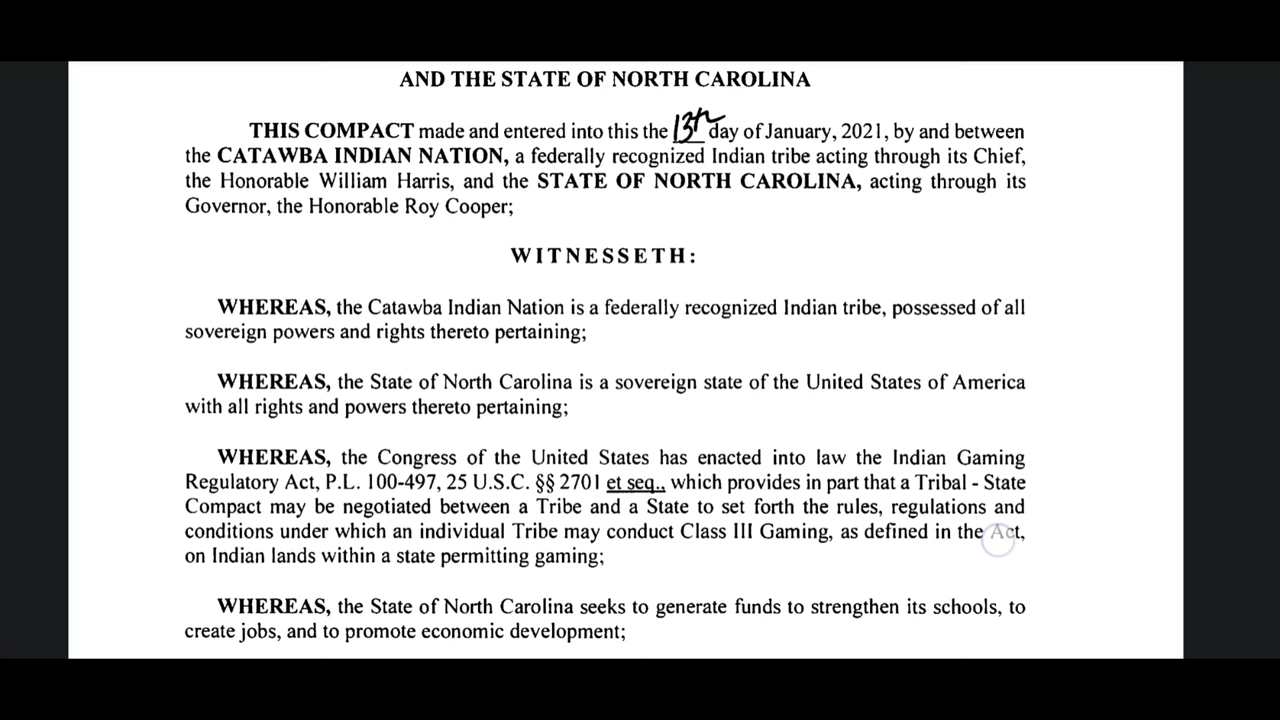 AND THE STATE OF NORTH CAROLINA
THIS COMPACT made and entered into this the 13th day of January, 2021, by and between
the CATAWBA INDIAN NATION, a federally recognized Indian tribe acting through its Chief,
the Honorable William Harris, and the STATE OF NORTH CAROLINA, acting through its
Governor, the Honorable Roy Cooper;
WITNESSETH:
WHEREAS, the Catawba Indian Nation is a federally recognized Indian tribe, possessed of all
sovereign powers and rights thereto pertaining;
WHEREAS, the State of North Carolina is a sovereign state of the United States of America
with all rights and powers thereto pertaining;
WHEREAS, the Congress of the United States has enacted into law the Indian Gaming
Regulatory Act, P.L. 100-497, 25 U.S.C. §§ 2701 et seq., which provides in part that a Tribal - State
Compact may be negotiated between a Tribe and a State to set forth the rules, regulations and
conditions under which an individual Tribe may conduct Class III Gaming, as defined in the Act,
on Indian lands within a state permitting gaming;
WHEREAS, the State of North Carolina seeks to generate funds to strengthen its schools, to
create jobs, and to promote economic development;